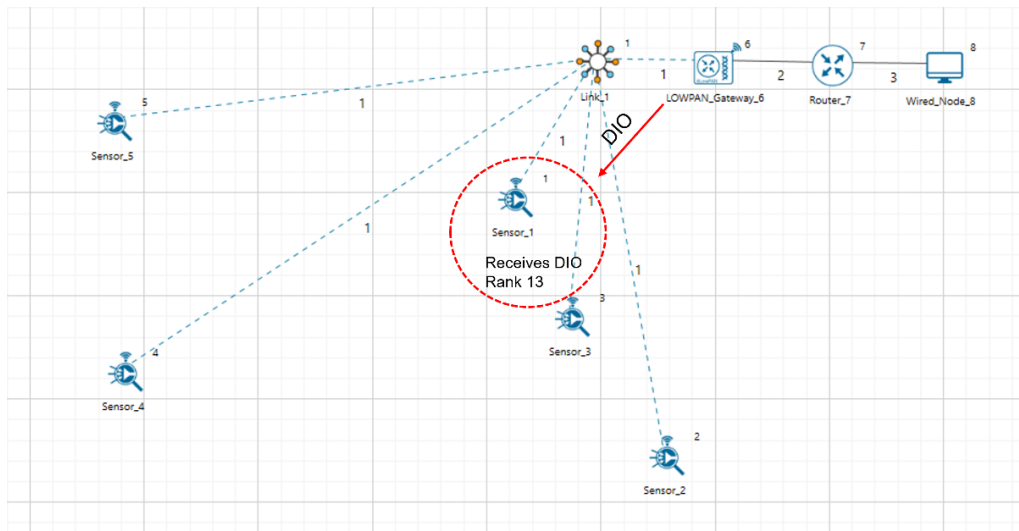 1
6
7
8
1
2
3
Link_1
LOWPAN_Gateway_6
Router_7
Wired_Node_8
5
1
DIO
Sensor_5
1
1
1
1
Sensor_1
Receives DIO
Rank 13
1
3
Sensor_3
4
Sensor_4
2
Sensor_2